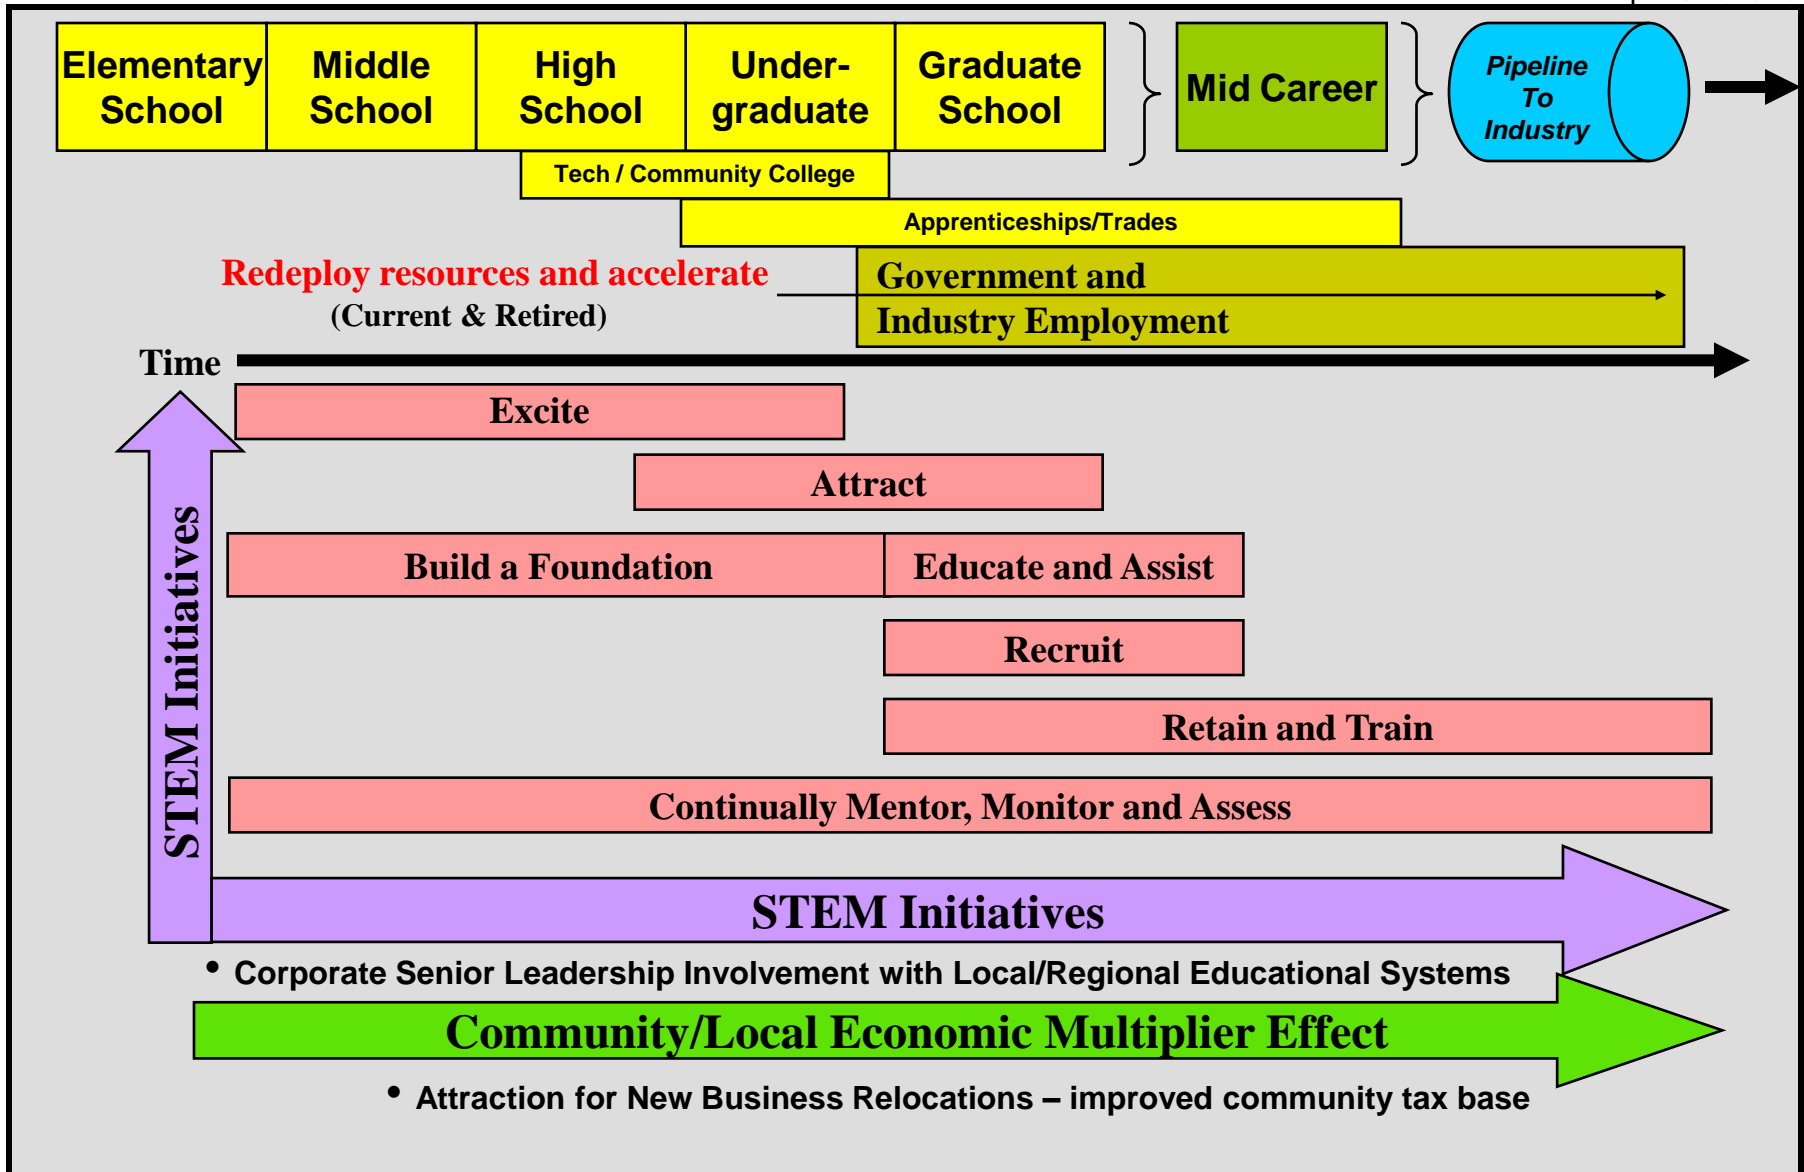 Elementary
School
Middle
School
High
School
Under-
graduate
Graduate
School
Mid Career
Pipeline
To
Industry
Tech / Community College
Apprenticeships/Trades
Redeploy resources and accelerate
(Current & Retired)
Government and
Industry Employment
Time
Excite
Attract
Build a Foundation
Educate and Assist
Recruit
Retain and Train
Continually Mentor, Monitor and Assess
STEM Initiatives
STEM Initiatives
• Corporate Senior Leadership Involvement with Local/Regional Educational Systems
Community/Local Economic Multiplier Effect
• Attraction for New Business Relocations – improved community tax base